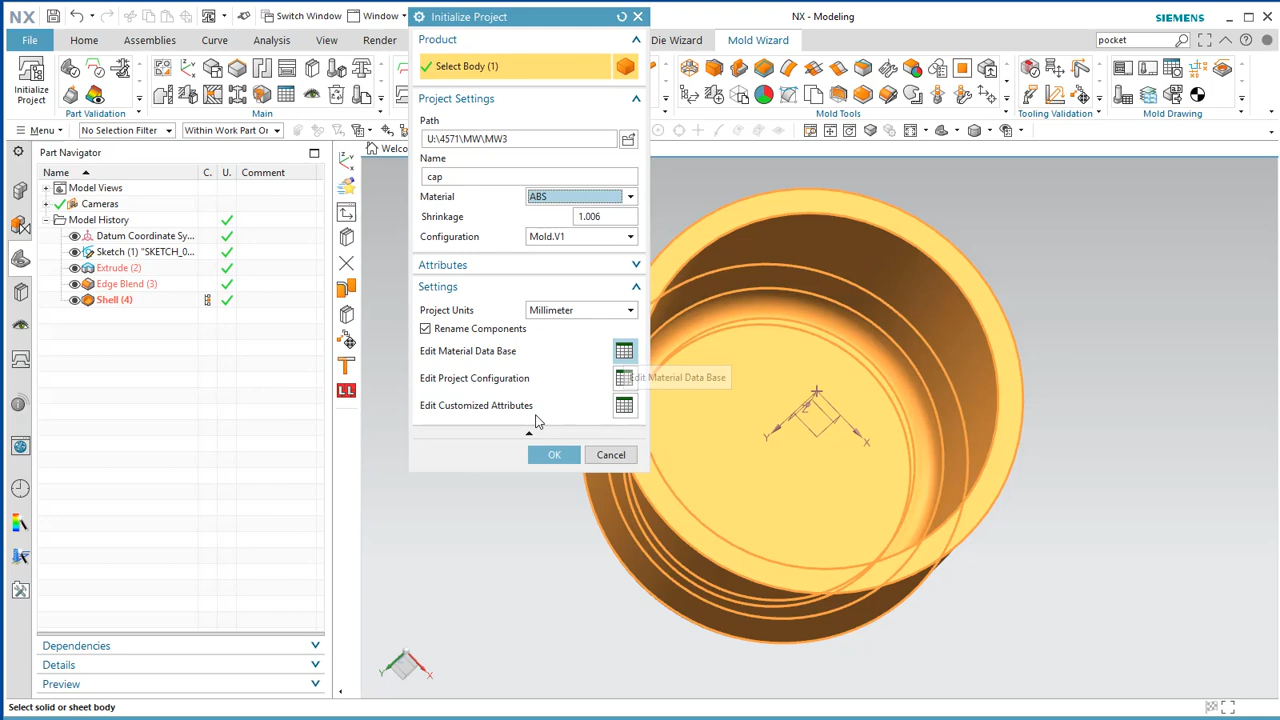 NX
Switch Window
Window
Initialize Project
NX - Modeling
SIEMENS
File
Home
Assemblies
Curve
Analysis
View
Render
Product
Die Wizard
Mold Wizard
pocket
Select Body (1)
Initialize
Project
Main
Mold Tools
Tooling Validation
Mold Drawing
Project Settings
Menu
No Selection Filter
Within Work Part Or
Path
U:\4571\MW\MW3
Part Navigator
Welco
Name
cap
Name
C.
U.
Comment
Model Views
Material
ABS
Cameras
Shrinkage
1.006
Model History
Configuration
Mold.V1
Datum Coordinate Sy...
Sketch (1) "SKETCH_0...
Attributes
Extrude (2)
Edge Blend (3)
Settings
Shell (4)
Project Units
Millimeter
Rename Components
Edit Material Data Base
Edit Project Configuration
Edit Material Data Base
Edit Customized Attributes
OK
Cancel
Z
Y
X
Dependencies
Details
Preview
Y
X
Select solid or sheet body